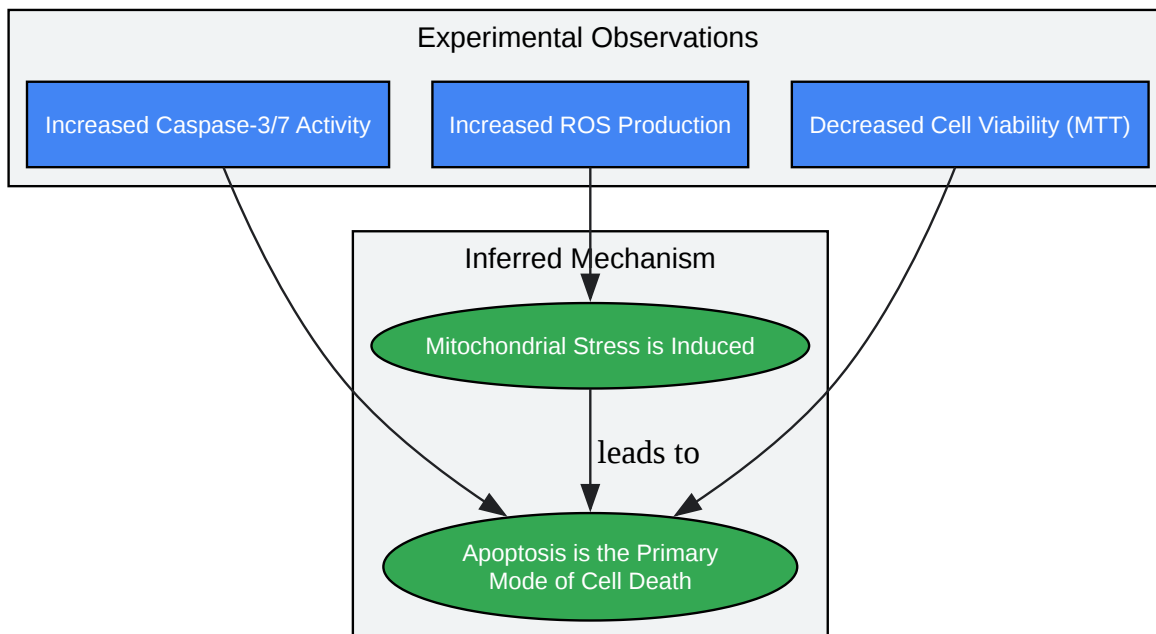 Experimental Observations
Increased Caspase-3/7 Activity
Increased ROS Production
Decreased Cell Viability (MTT)
Inferred Mechanism
Mitochondrial Stress is Induced
leads to
Apoptosis is the Primary
Mode of Cell Death